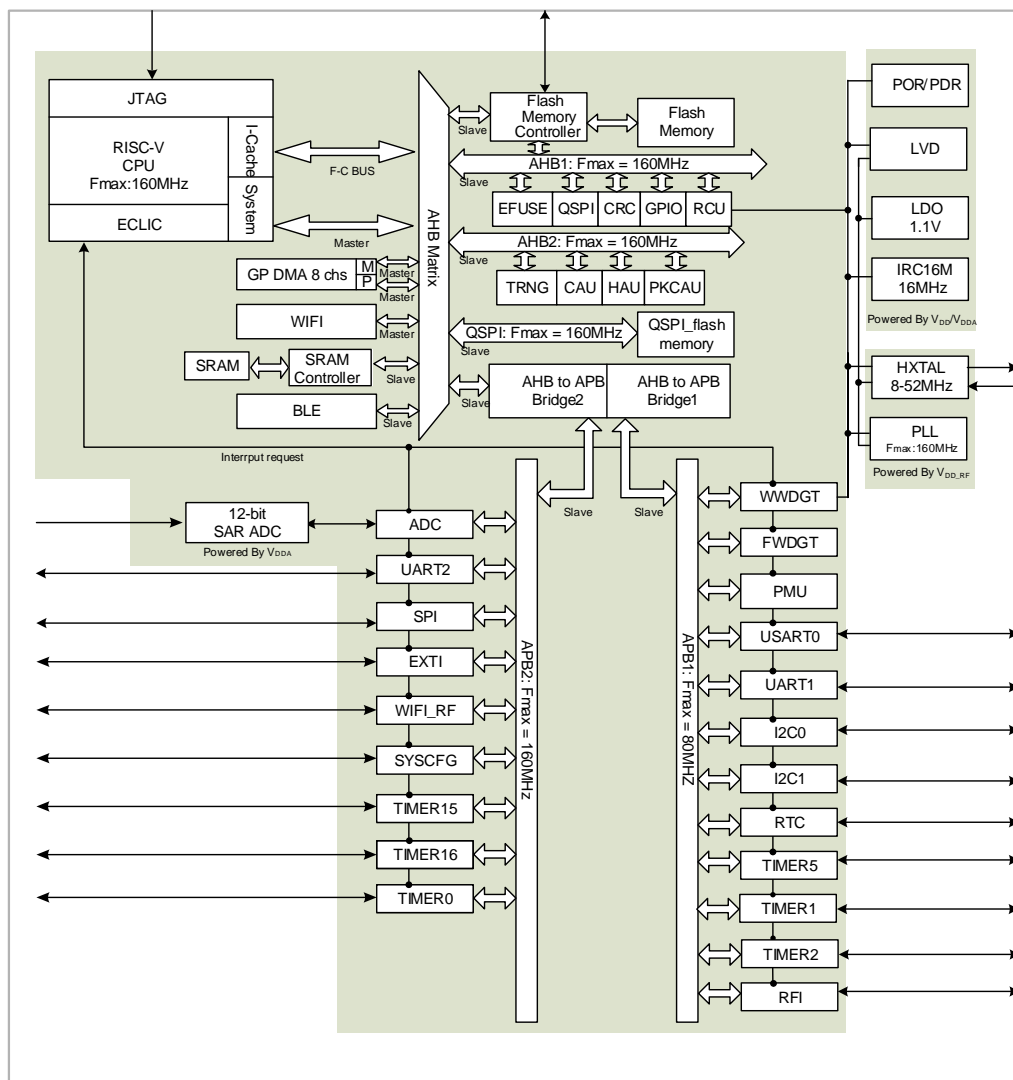 JTAG
RISC-V
CPU
Fmax:160MHz
ECLIC
I-Cache
System
F-C BUS
Master
GP DMA 8 chs
M
P
Master
Master
WIFI
Master
SRAM
SRAM
Controller
Slave
BLE
Slave
Interrput request
AHB Matrix
Slave
Flash
Memory
Controller
Flash
Memory
AHB1: Fmax = 160MHz
Slave
EFUSE
QSPI
CRC
GPIO
RCU
AHB2: Fmax = 160MHz
Slave
TRNG
CAU
HAU
PKCAU
QSPI: Fmax = 160MHz
Slave
QSPI_flash
memory
Slave
AHB to APB
Bridge2
AHB to APB
Bridge1
Slave
Slave
POR/PDR
LVD
LDO
1.1V
IRC16M
16MHz
Powered By VDD/VDDA
HXTAL
8-52MHz
PLL
Fmax:160MHz
Powered By VDD_RF
12-bit
SAR ADC
Powered By VDDA
ADC
UART2
SPI
EXTI
WIFI_RF
SYSCFG
TIMER15
TIMER16
TIMER0
APB2: Fmax = 160MHz
APB1: Fmax = 80MHZ
WWDGT
FWDGT
PMU
USART0
UART1
I2C0
I2C1
RTC
TIMER5
TIMER1
TIMER2
RFI